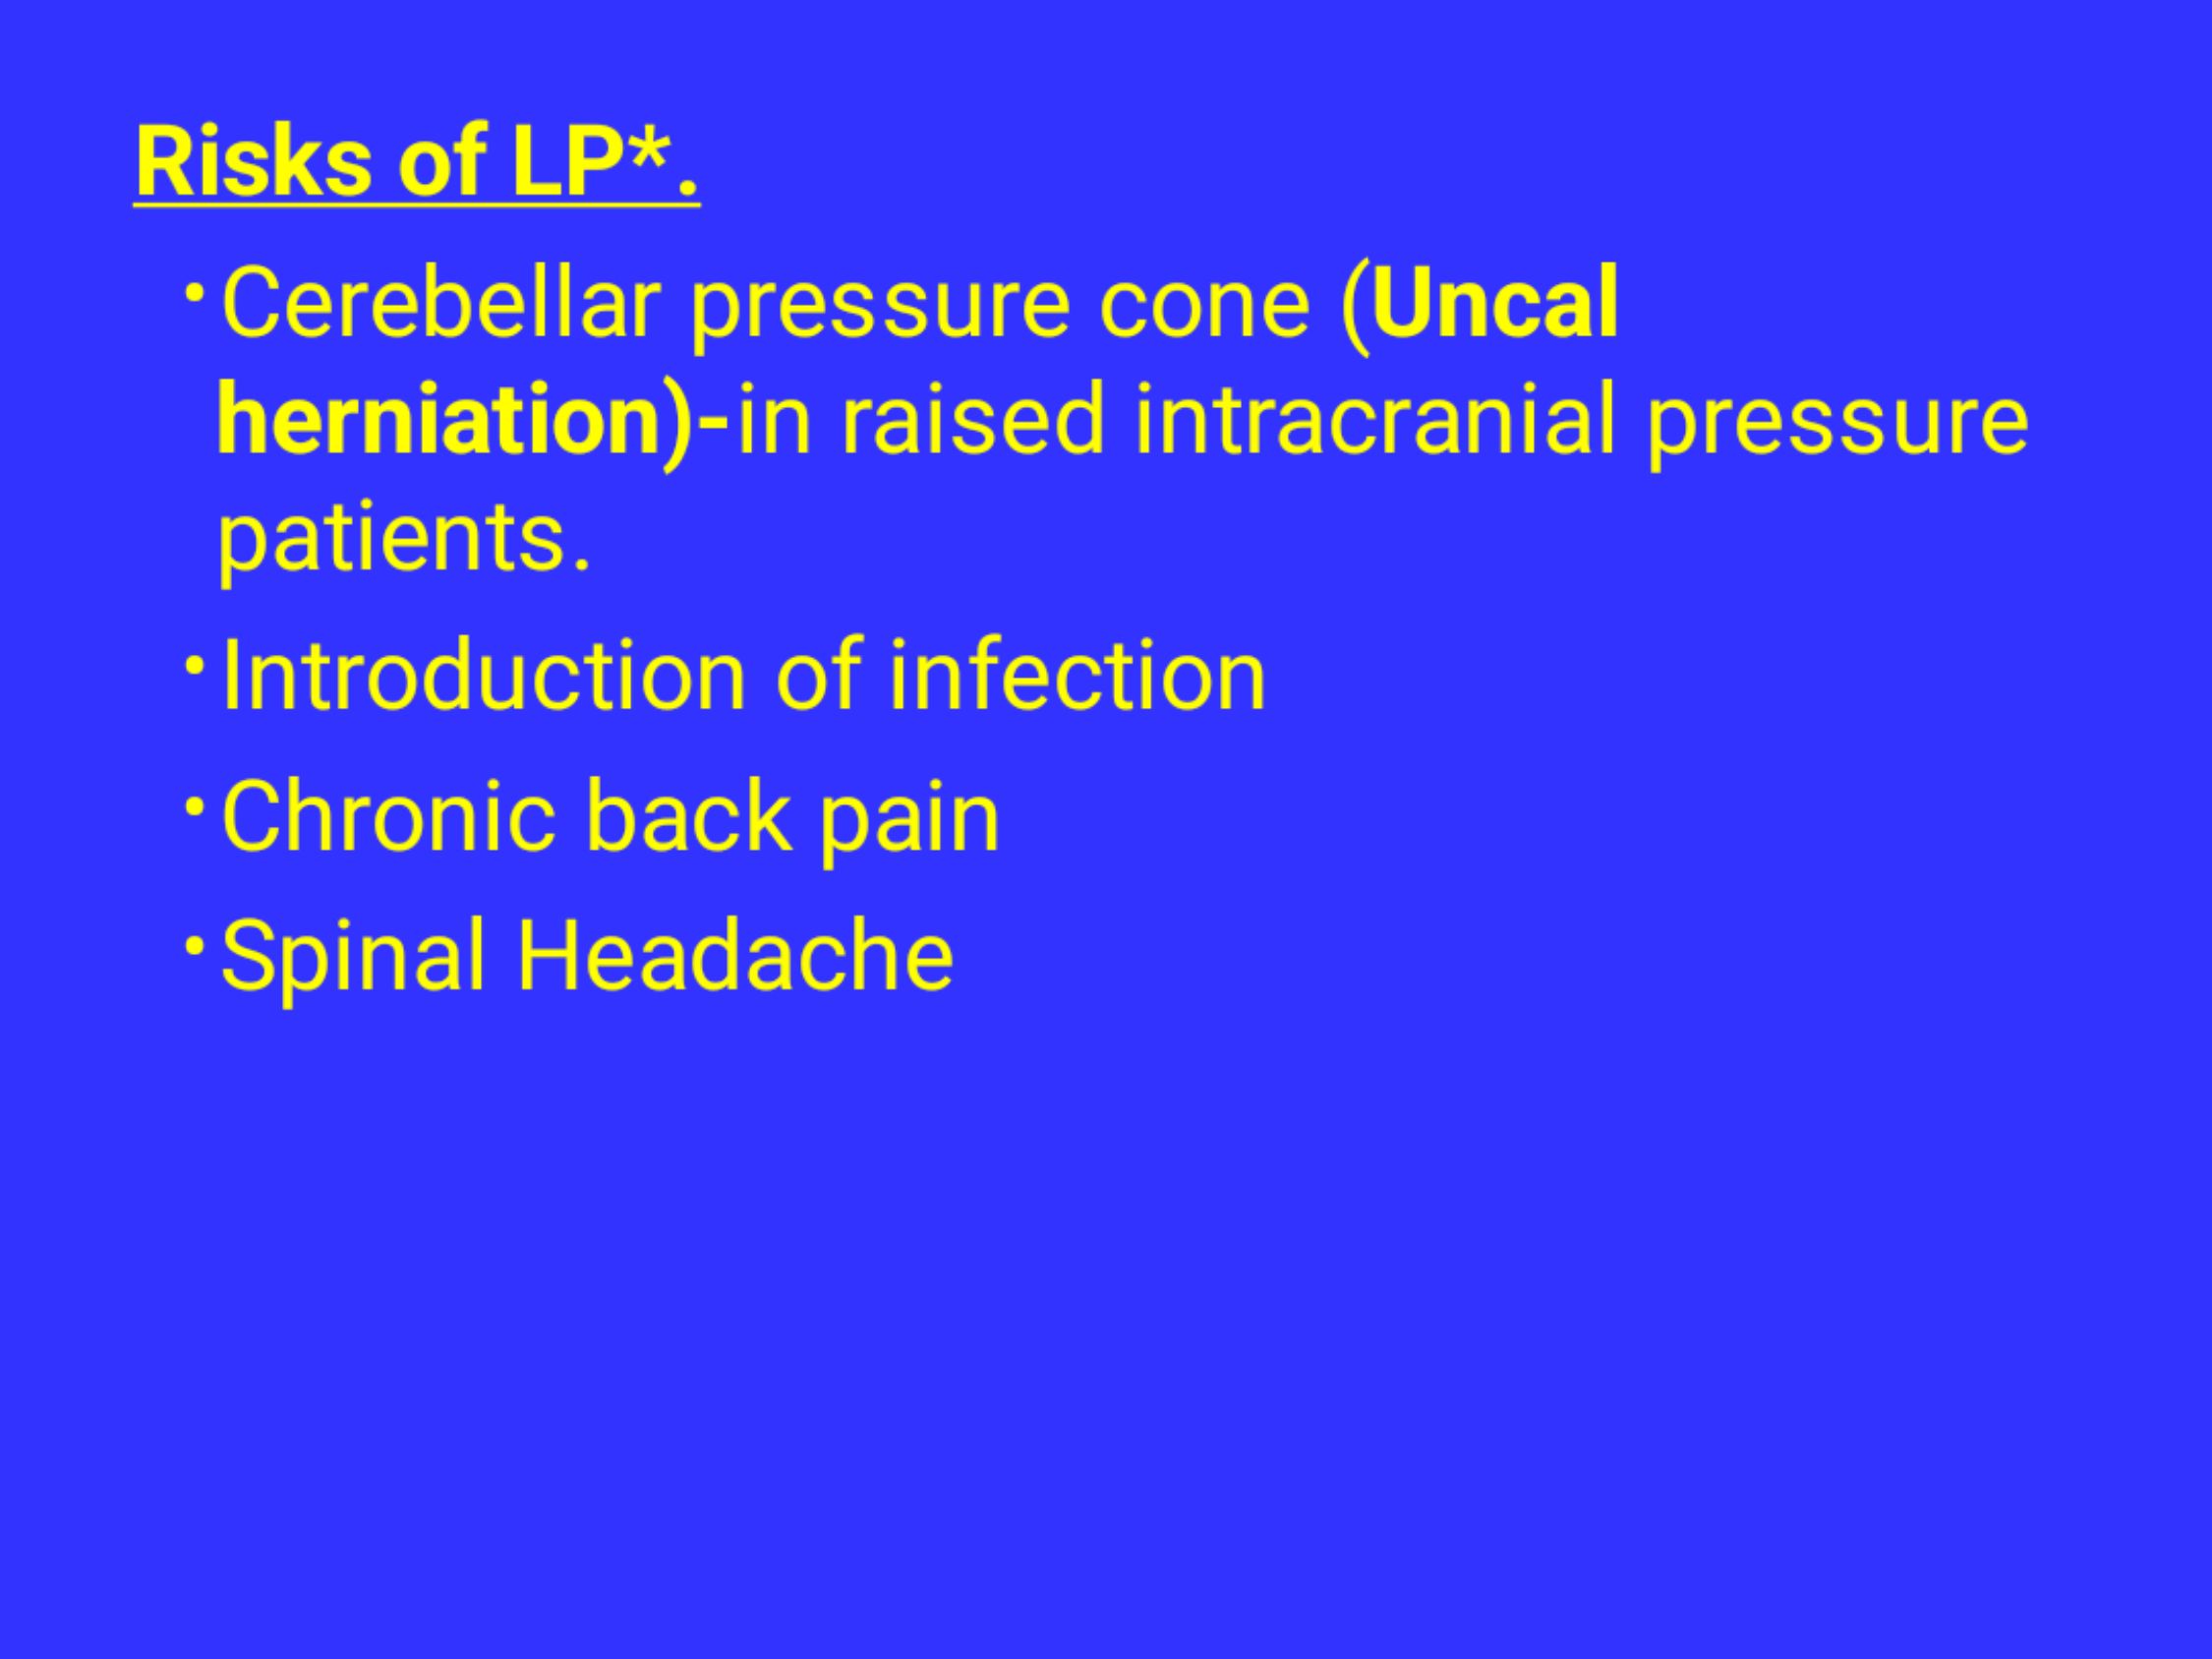 Risks of LP*.
•Cerebellar pressure cone (Uncal
herniation)-in raised intracranial pressure
patients.
•Introduction of infection
•Chronic back pain
•Spinal Headache